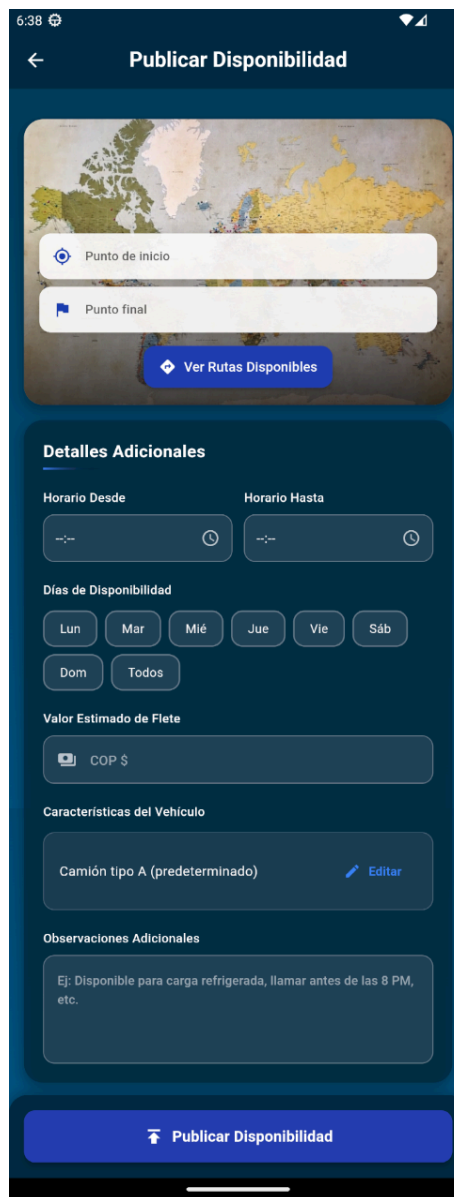 6:38
Publicar Disponibilidad
Punto de inicio
Punto final
Ver Rutas Disponibles
Detalles Adicionales
Horario Desde Horario Hasta
--:-- --:--
Días de Disponibilidad
Lun Mar Mié Jue Vie Sáb
Dom Todos
Valor Estimado de Flete
COP $
Características del Vehículo
Camión tipo A (predeterminado) Editar
Observaciones Adicionales
Ej: Disponible para carga refrigerada, llamar antes de las 8 PM,
etc.
Publicar Disponibilidad